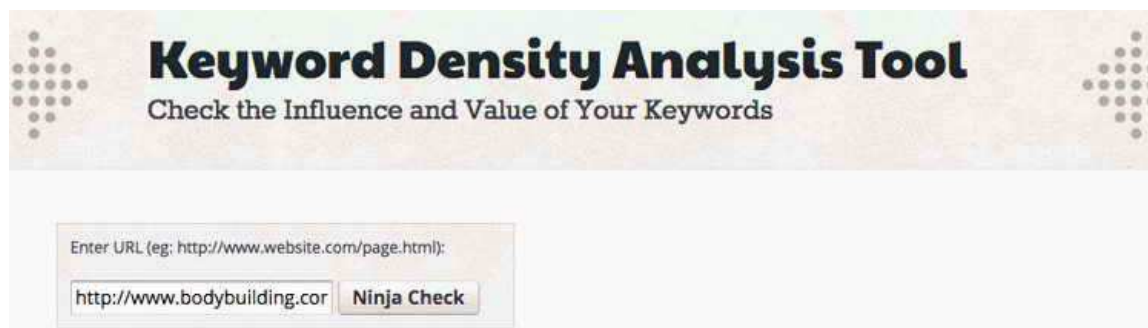 Keyword Density Analysis Tool
Check the Influence and Value of Your Keywords
Enter URL (eg: http://www.website.com/page.html):
http://www.bodybuilding.cor Ninja Check